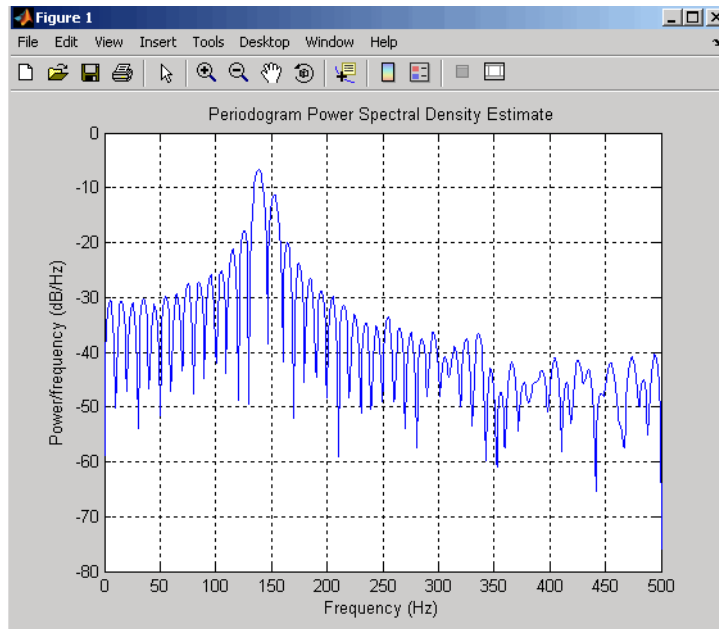 Figure 1
File Edit View Insert Tools Desktop Window Help
Periodogram Power Spectral Density Estimate
Power/frequency (dB/Hz)
0
-10
-20
-30
-40
-50
-60
-70
-80
0 50 100 150 200 250 300 350 400 450 500
Frequency (Hz)